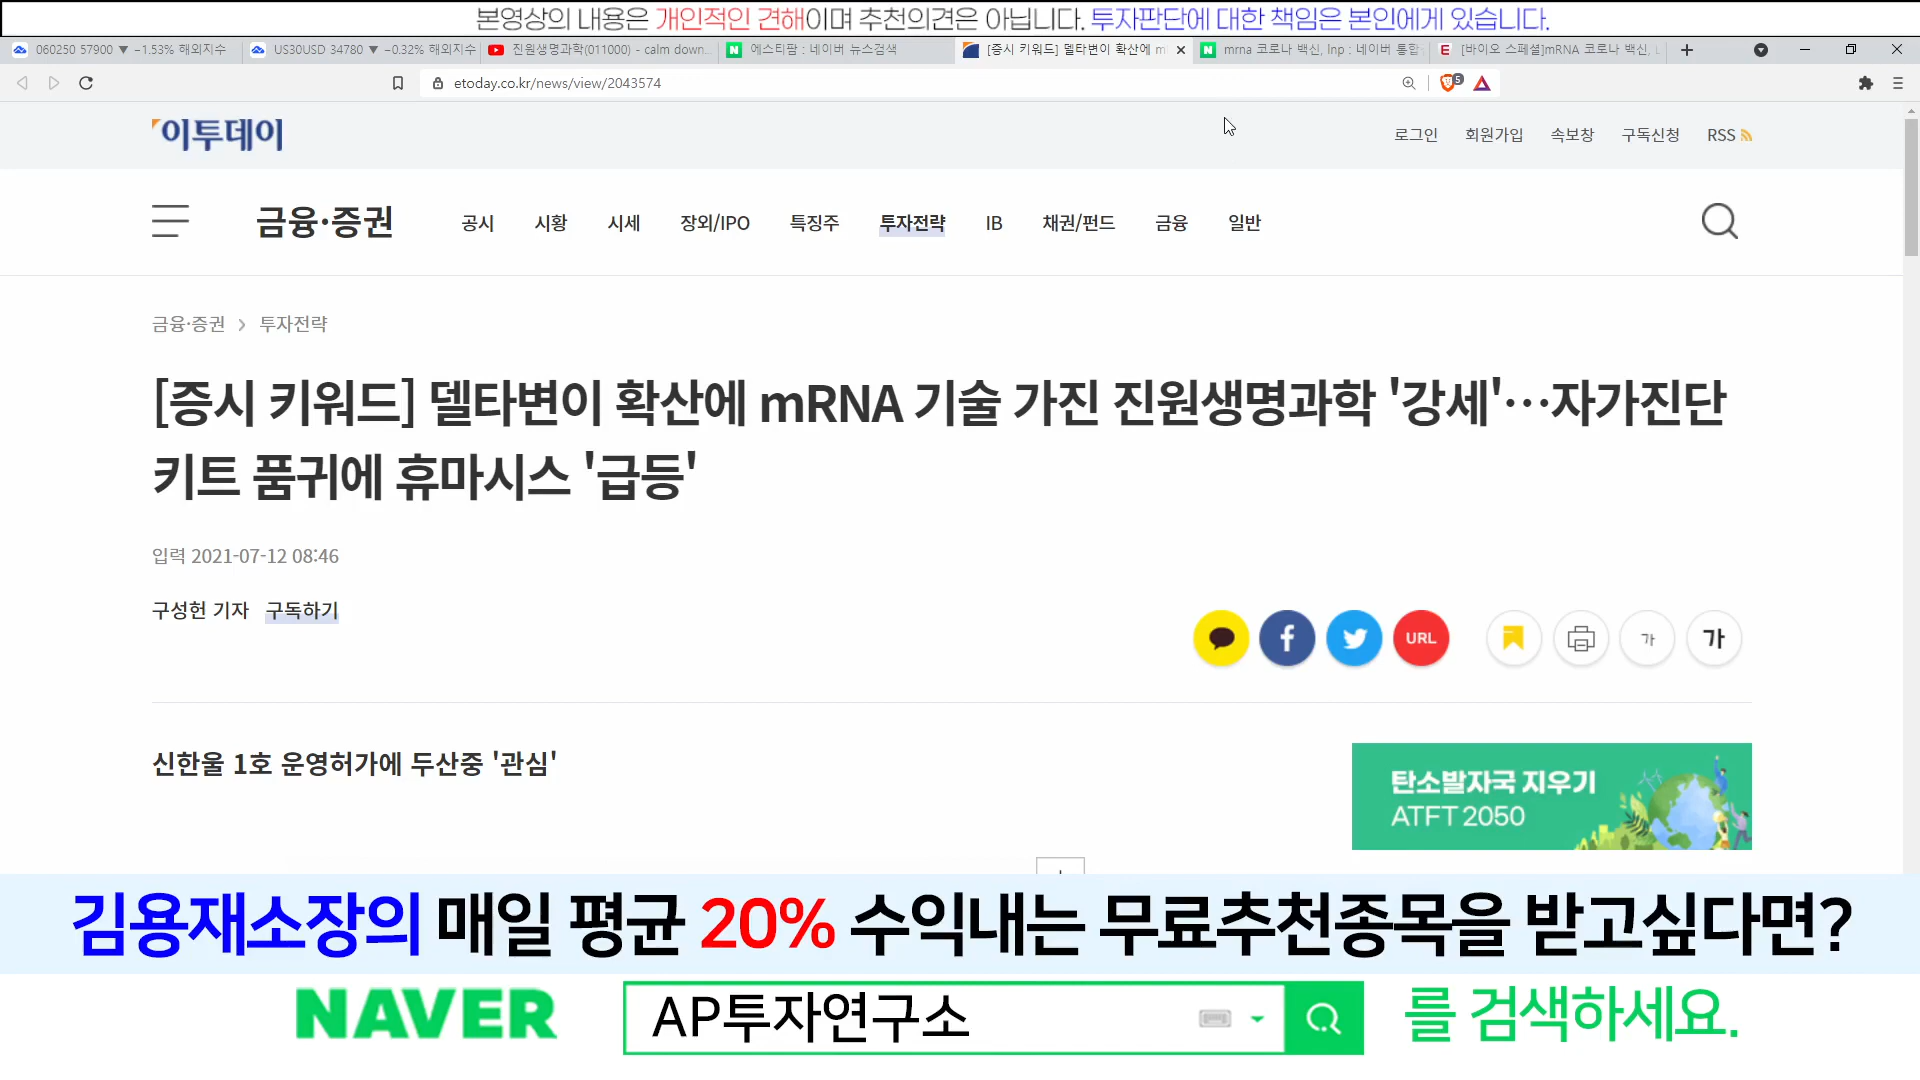 본영상의 내용은 개인적인 견해이며 추천의견은 아닙니다. 투자판단에 대한 책임은 본인에게 있습니다.
060250 57900 ▼ −1.53% 해외지수
US30USD 34780 ▼ −0.32% 해외지수
진원생명과학(011000) - calm down
에스티팜 : 네이버 뉴스검색
[증시 키워드] 델타변이 확산에 m
mrna 코로나 백신, lnp : 네이버 통합
[바이오 스페셜]mRNA 코로나 백신,
etoday.co.kr/news/view/2043574
5
이투데이
로그인 회원가입 속보창 구독신청 RSS
금융·증권 공시 시황 시세 장외/IPO 특징주 투자전략 IB 채권/펀드 금융 일반
금융·증권 > 투자전략
[증시 키워드] 델타변이 확산에 mRNA 기술 가진 진원생명과학 '강세'…자가진단
키트 품귀에 휴마시스 '급등'
입력 2021-07-12 08:46
구성헌 기자 구독하기
URL 가 가
신한울 1호 운영허가에 두산중 '관심'
탄소발자국 지우기
ATFT 2050
김용재소장의 매일 평균 20% 수익내는 무료추천종목을 받고싶다면?
NAVER AP투자연구소 를 검색하세요.